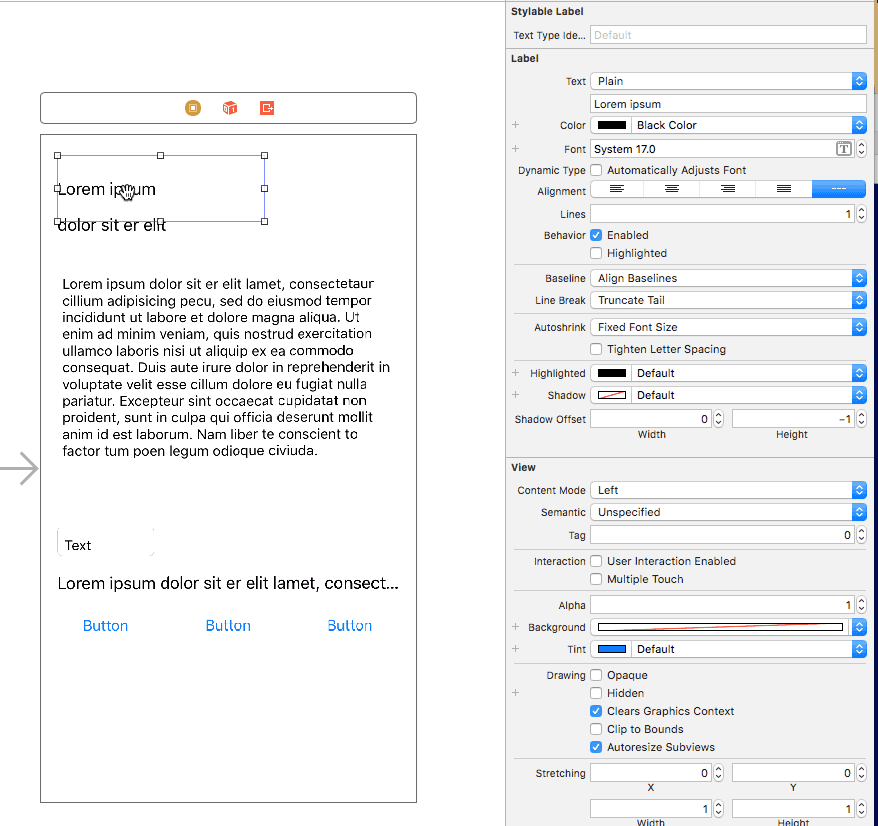 Stylable Label
Text Type Ide... Default
Label
Text Plain
Lorem ipsum
Color Black Color
Font System 17.0 T
Dynamic Type Automatically Adjusts Font
Alignment ---
Lines 1
Behavior Enabled
Highlighted
Baseline Align Baselines
Line Break Truncate Tail
Autoshrink Fixed Font Size
Tighten Letter Spacing
Highlighted Default
Shadow Default
Shadow Offset 0 −1
Width Height
View
Content Mode Left
Semantic Unspecified
Tag 0
Interaction User Interaction Enabled
Multiple Touch
Alpha 1
Background
Tint Default
Drawing Opaque
Hidden
Clears Graphics Context
Clip to Bounds
Autoresize Subviews
Stretching 0 0
X Y
1 1
Width Height
Lorem ipsum
dolor sit er elit
Lorem ipsum dolor sit er elit lamet, consectetaur
cillium adipisicing pecu, sed do eiusmod tempor
incididunt ut labore et dolore magna aliqua. Ut
enim ad minim veniam, quis nostrud exercitation
ullamco laboris nisi ut aliquip ex ea commodo
consequat. Duis aute irure dolor in reprehenderit in
voluptate velit esse cillum dolore eu fugiat nulla
pariatur. Excepteur sint occaecat cupidatat non
proident, sunt in culpa qui officia deserunt mollit
anim id est laborum. Nam liber te conscient to
factor tum poen legum odioque civiuda.
Text
Lorem ipsum dolor sit er elit lamet, consect...
Button Button Button